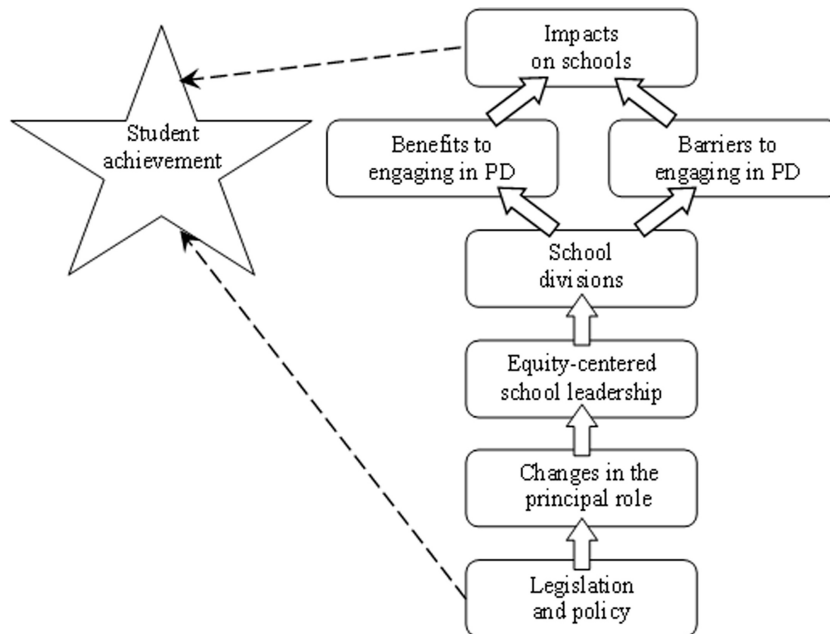 Impacts
on schools
Student
achievement
Benefits to
engaging in PD
Barriers to
engaging in PD
School
divisions
Equity-centered
school leadership
Changes in the
principal role
Legislation
and policy